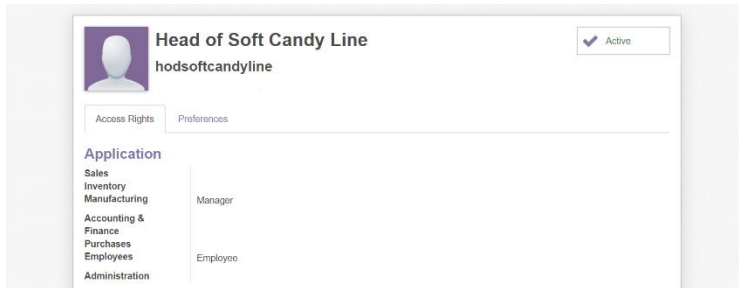 Head of Soft Candy Line
Active
hodsoftcandyline
Access Rights Preferences
Application
Sales
Inventory
Manufacturing Manager
Accounting &
Finance
Purchases
Employees Employee
Administration